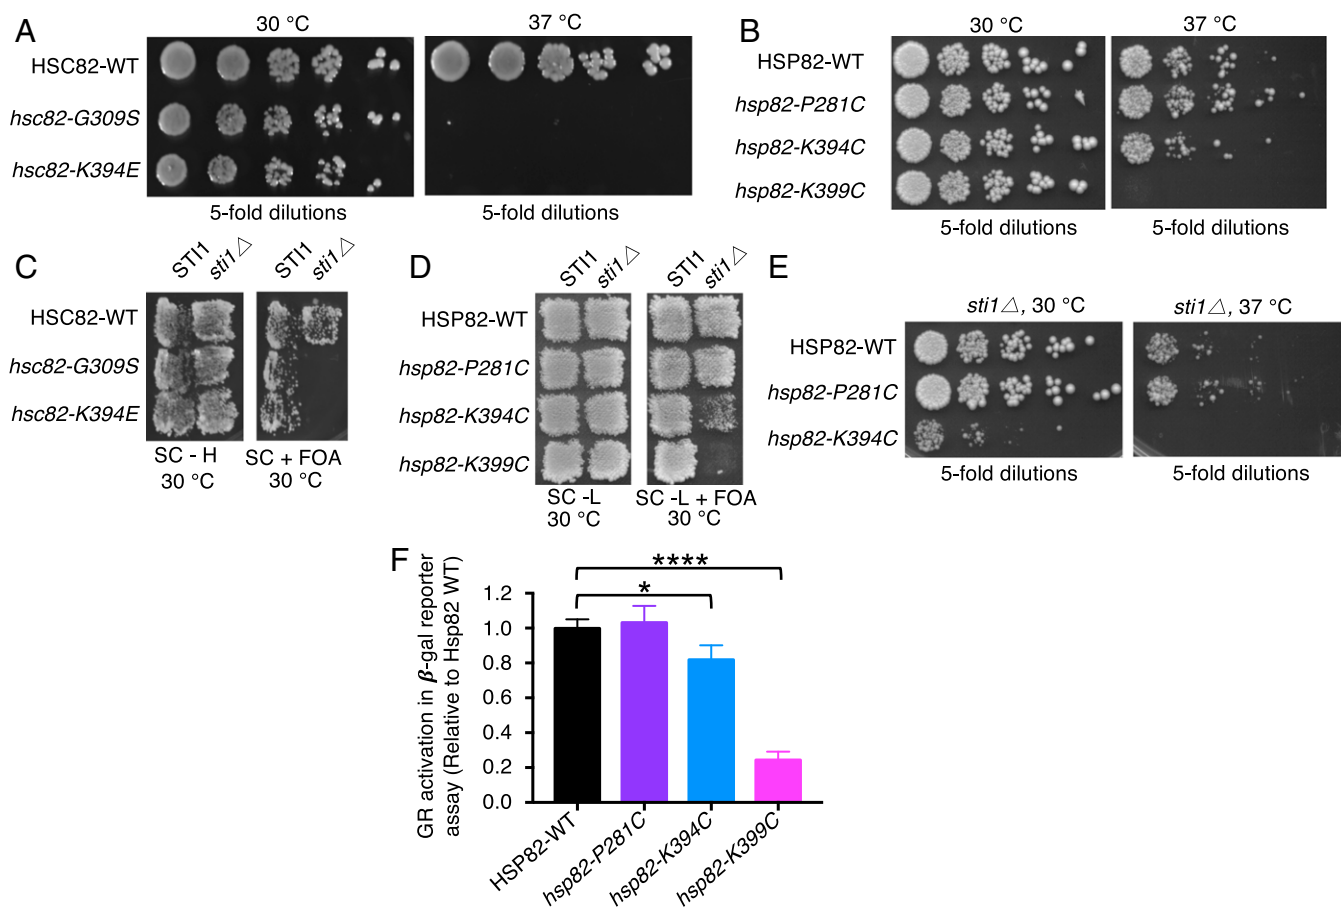 A
30 °C
37 °C
HSC82-WT
hsc82-G309S
hsc82-K394E
5-fold dilutions
5-fold dilutions
B
30 °C
37 °C
HSP82-WT
hsp82-P281C
hsp82-K394C
hsp82-K399C
5-fold dilutions
5-fold dilutions
C
STI1
sti1△
STI1
sti1△
HSC82-WT
hsc82-G309S
hsc82-K394E
SC - H
30 °C
SC + FOA
30 °C
D
STI1
sti1△
STI1
sti1△
HSP82-WT
hsp82-P281C
hsp82-K394C
hsp82-K399C
SC -L
30 °C
SC -L + FOA
30 °C
E
sti1△, 30 °C
sti1△, 37 °C
HSP82-WT
hsp82-P281C
hsp82-K394C
5-fold dilutions
5-fold dilutions
F
GR activation in β-gal reporter
assay (Relative to Hsp82 WT)
****
*
1.2
1.0
0.8
0.6
0.4
0.2
0.0
HSP82-WT
hsp82-P281C
hsp82-K394C
hsp82-K399C